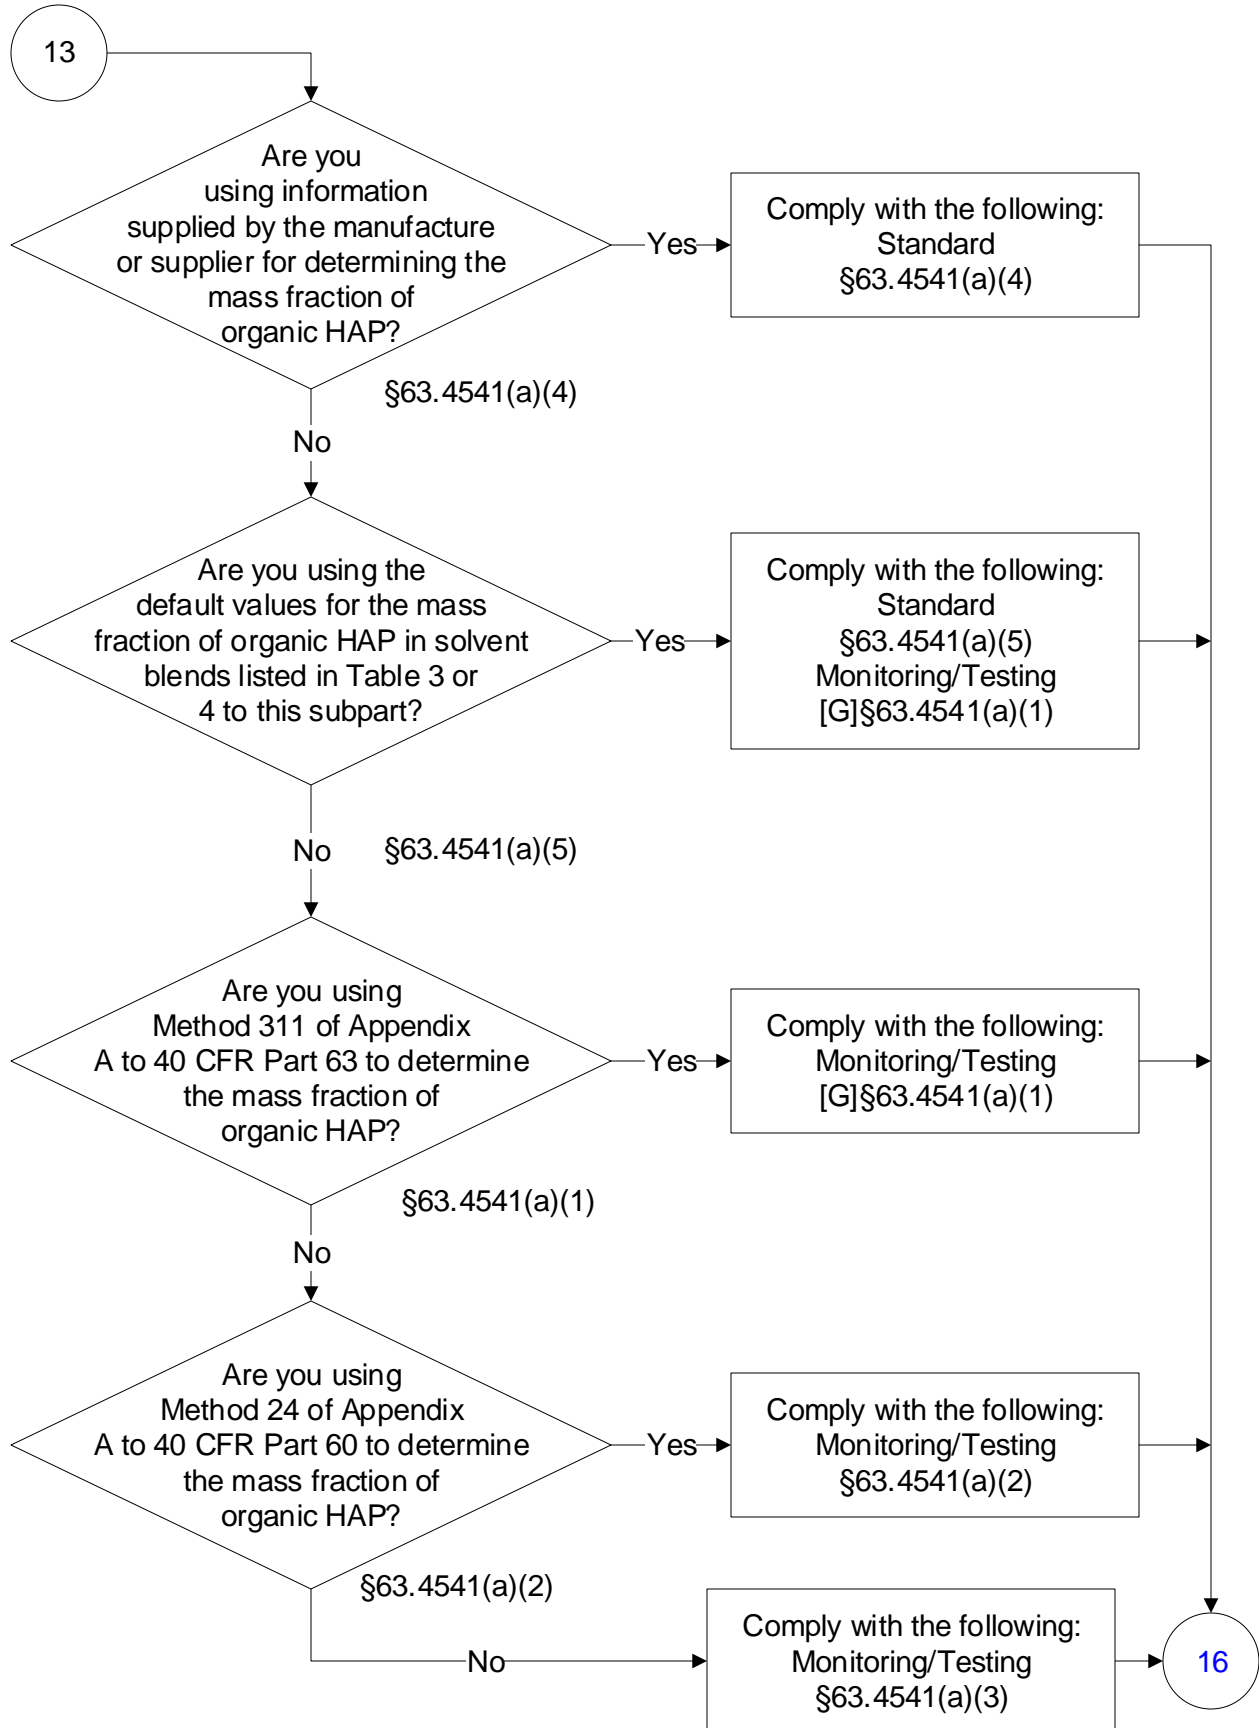 13
Are you
using information
supplied by the manufacture
or supplier for determining the
mass fraction of
organic HAP?
Yes
Comply with the following:
Standard
§63.4541(a)(4)
§63.4541(a)(4)
No
Are you using the
default values for the mass
fraction of organic HAP in solvent
blends listed in Table 3 or
4 to this subpart?
Yes
Comply with the following:
Standard
§63.4541(a)(5)
Monitoring/Testing
[G]§63.4541(a)(1)
No
§63.4541(a)(5)
Are you using
Method 311 of Appendix
A to 40 CFR Part 63 to determine
the mass fraction of
organic HAP?
Yes
Comply with the following:
Monitoring/Testing
[G]§63.4541(a)(1)
§63.4541(a)(1)
No
Are you using
Method 24 of Appendix
A to 40 CFR Part 60 to determine
the mass fraction of
organic HAP?
Yes
Comply with the following:
Monitoring/Testing
§63.4541(a)(2)
§63.4541(a)(2)
No
Comply with the following:
Monitoring/Testing
§63.4541(a)(3)
16